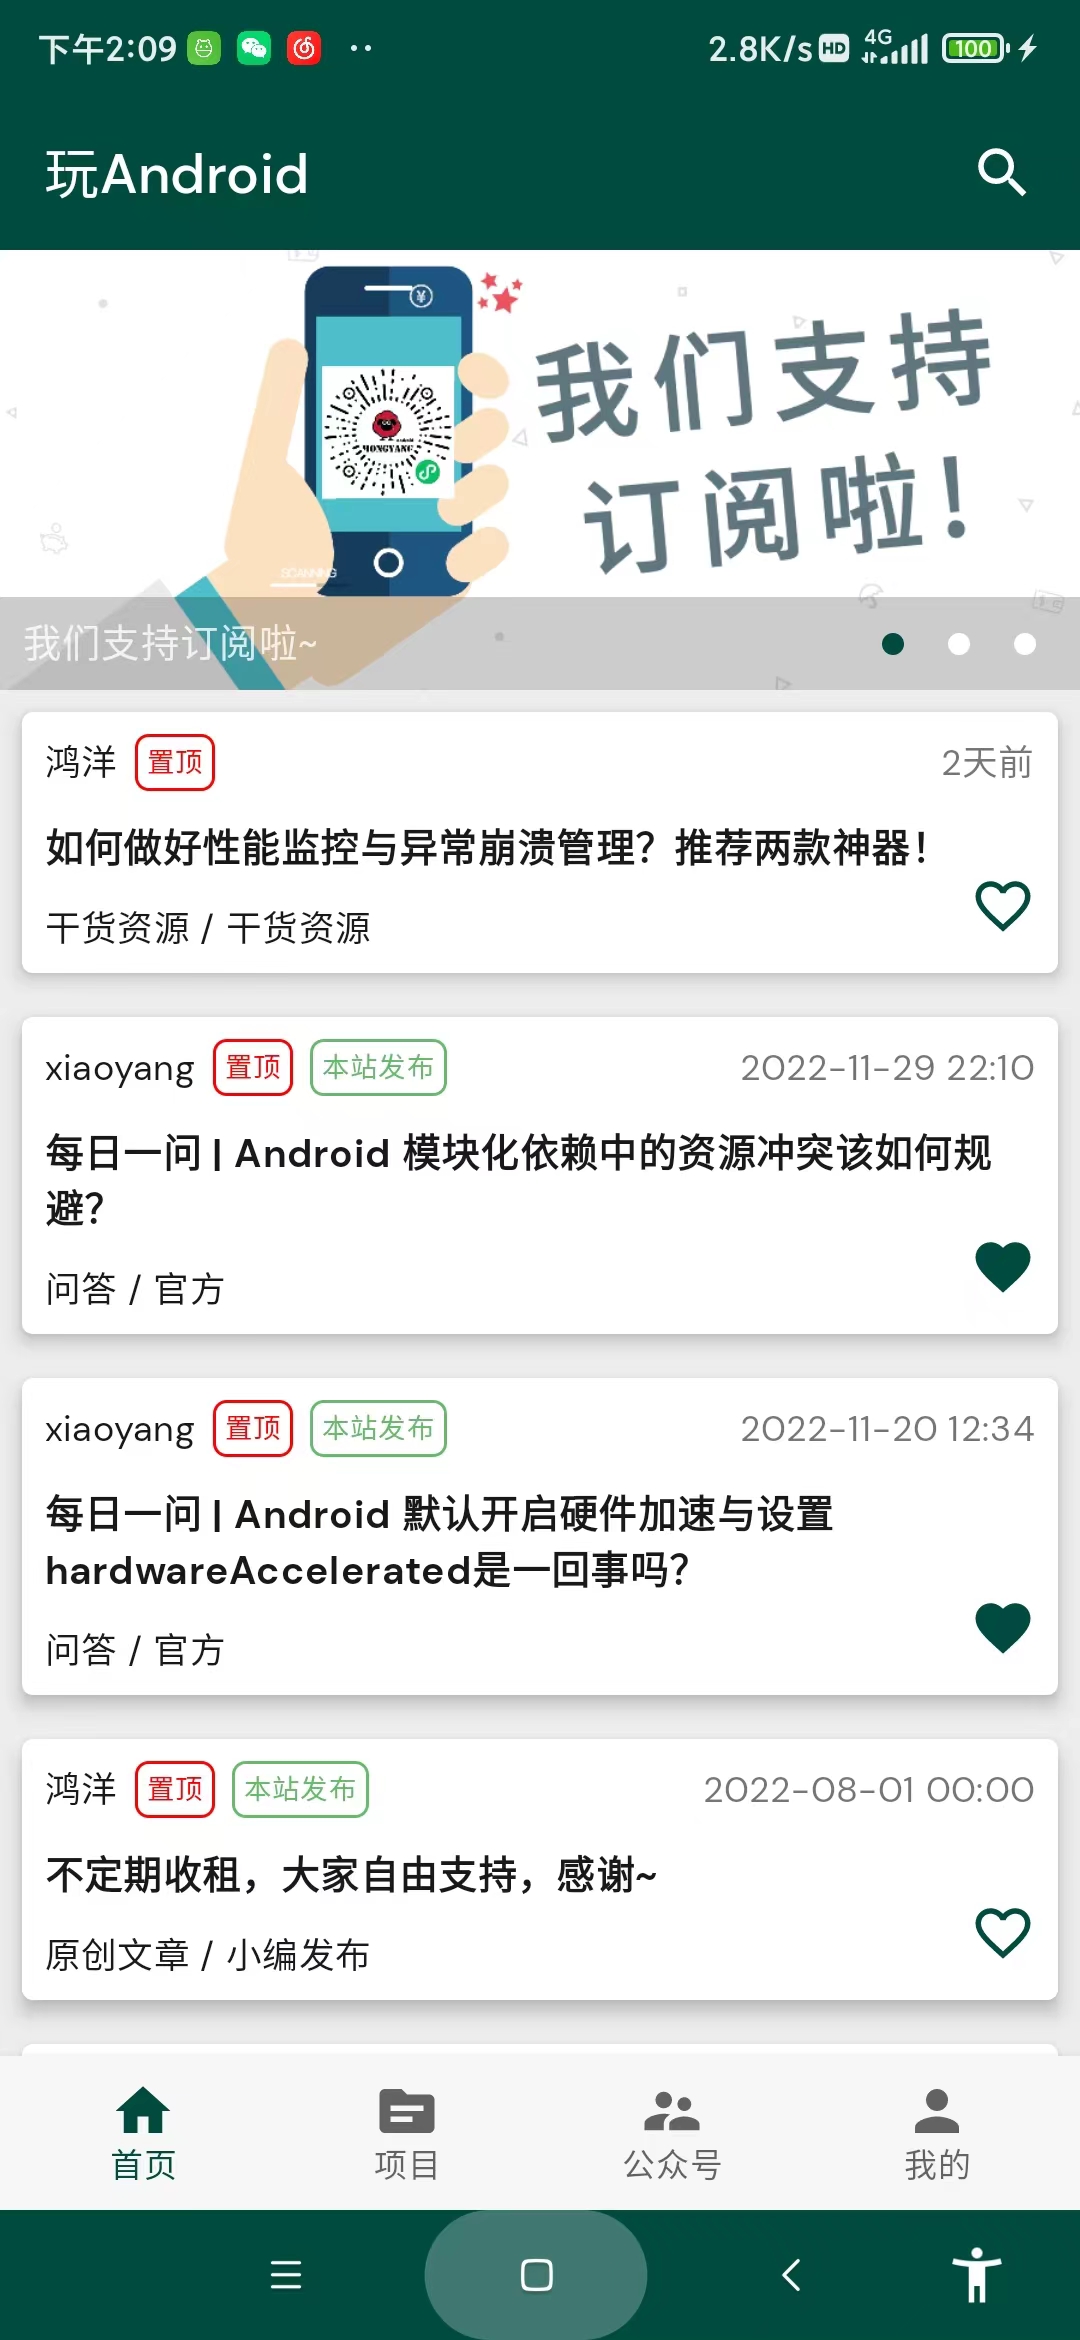 下午2:09
2.8K/s HD 4G 100
玩Android
¥
HONGYANG
SCANNING
我们支持
订阅啦!
我们支持订阅啦~
鸿洋 置顶 2天前
如何做好性能监控与异常崩溃管理？推荐两款神器！
干货资源 / 干货资源
xiaoyang 置顶 本站发布 2022-11-29 22:10
每日一问 | Android 模块化依赖中的资源冲突该如何规
避？
问答 / 官方
xiaoyang 置顶 本站发布 2022-11-20 12:34
每日一问 | Android 默认开启硬件加速与设置
hardwareAccelerated是一回事吗？
问答 / 官方
鸿洋 置顶 本站发布 2022-08-01 00:00
不定期收租，大家自由支持，感谢~
原创文章 / 小编发布
首页 项目 公众号 我的